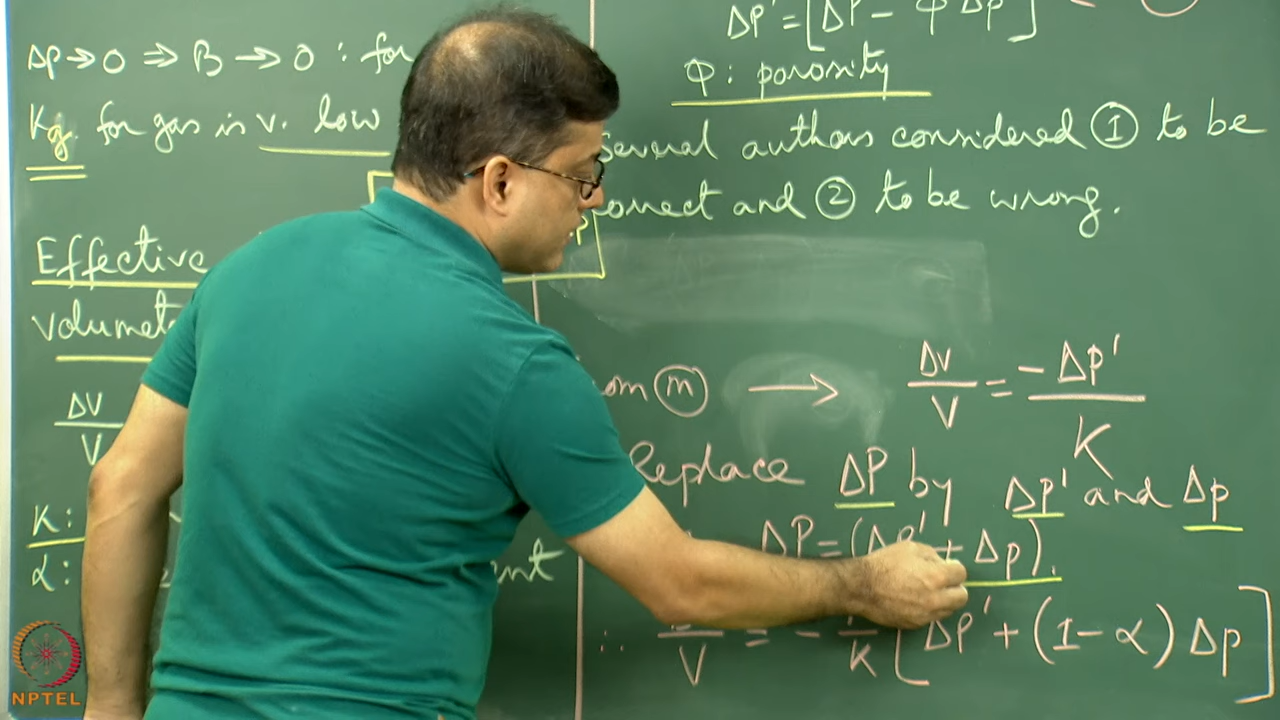 ΔP → 0 ⇒ B → 0 : for
Kg. for gas is v. low
Effective
ΔV
V
K:
α:
ΔP' = [ΔP - φ Δp]
φ: porosity
several authors considered ① to be
correct and ② to be wrong.
ⓜ → ΔV/V = -ΔP'/K
Replace ΔP by ΔP' and Δp
ΔP = (ΔP' + Δp).
∴ V = - K [ΔP' + (1-α) Δp]
NPTEL